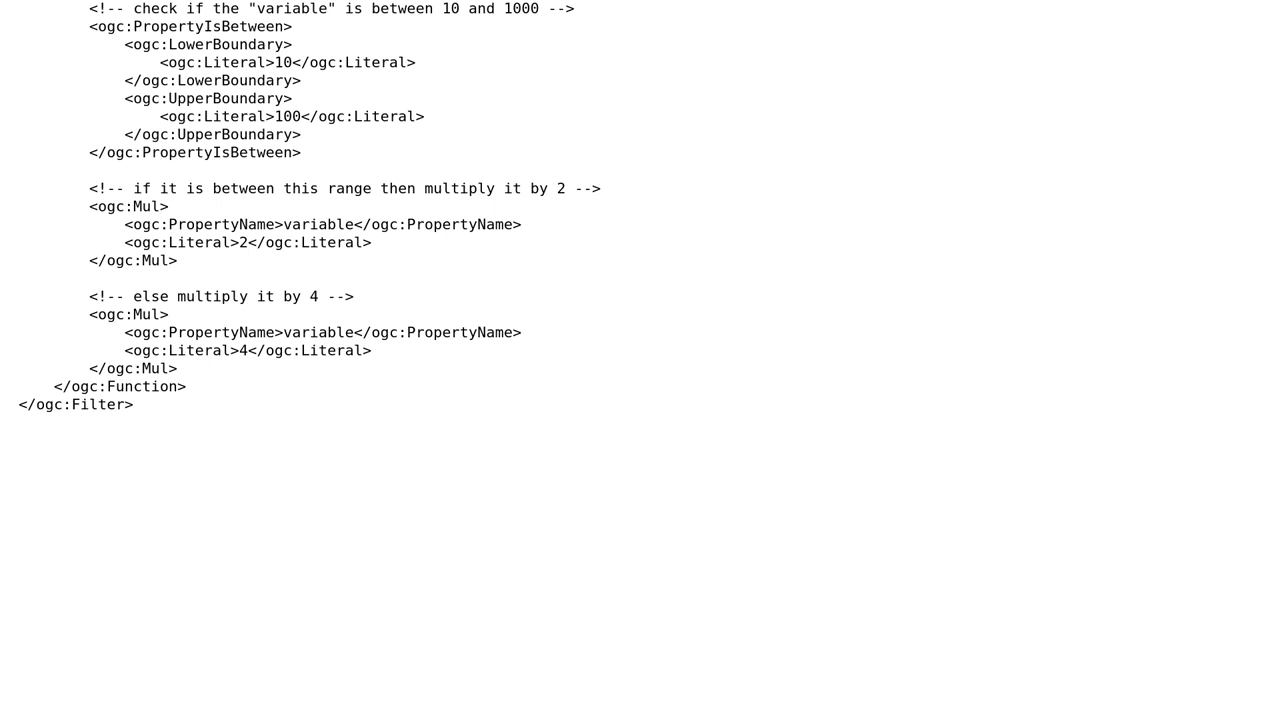 <!-- check if the "variable" is between 10 and 1000 -->
<ogc:PropertyIsBetween>
<ogc:LowerBoundary>
<ogc:Literal>10</ogc:Literal>
</ogc:LowerBoundary>
<ogc:UpperBoundary>
<ogc:Literal>100</ogc:Literal>
</ogc:UpperBoundary>
</ogc:PropertyIsBetween>
<!-- if it is between this range then multiply it by 2 -->
<ogc:Mul>
<ogc:PropertyName>variable</ogc:PropertyName>
<ogc:Literal>2</ogc:Literal>
</ogc:Mul>
<!-- else multiply it by 4 -->
<ogc:Mul>
<ogc:PropertyName>variable</ogc:PropertyName>
<ogc:Literal>4</ogc:Literal>
</ogc:Mul>
</ogc:Function>
</ogc:Filter>